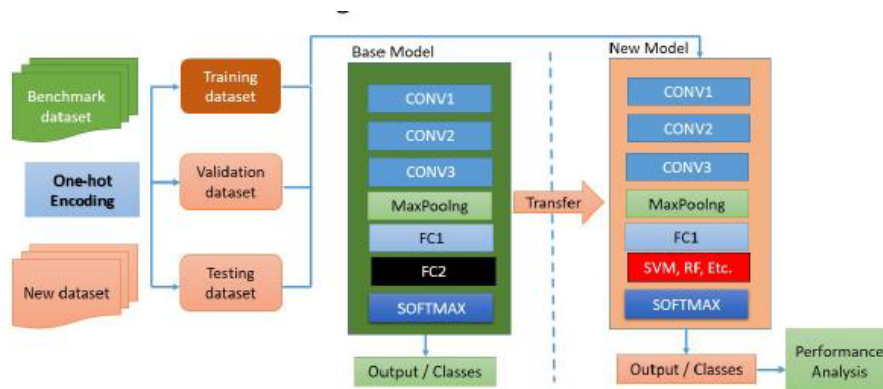 Base Model
New Model
Benchmark
dataset
One-hot
Encoding
New dataset
Training
dataset
Validation
dataset
Testing
dataset
CONV1
CONV2
CONV3
MaxPoolng
FC1
FC2
SOFTMAX
Output / Classes
Transfer
CONV1
CONV2
CONV3
MaxPoolng
FC1
SVM, RF, Etc.
SOFTMAX
Output / Classes
Performance
Analysis